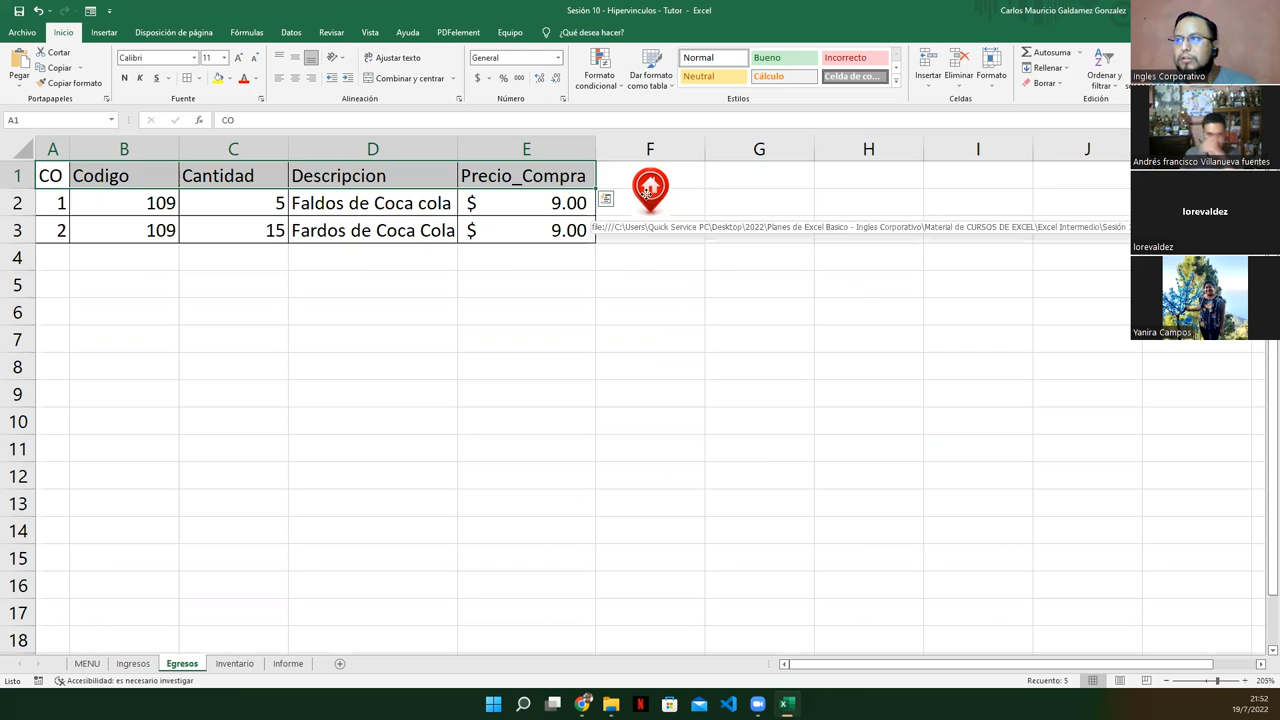 Sesión 10 - Hipervinculos - Tutor - Excel
Carlos Mauricio Galdamez Gonzalez
Archivo Inicio Insertar Disposición de página Fórmulas Datos Revisar Vista Ayuda PDFelement Equipo ¿Qué desea hacer?
Pegar
Cortar
Copiar
Copiar formato
Portapapeles
Calibri 11
N K S
Fuente
Ajustar texto
Combinar y centrar
Alineación
General
$ % 000
Número
Formato condicional
Dar formato como tabla
Normal Bueno Incorrecto
Neutral Cálculo Celda de co...
Estilos
Insertar Eliminar Formato
Celdas
Autosuma
Rellenar
Borrar
Ordenar y filtrar
Edición
A1 fx CO
A B C D E F G H I J
1 CO Codigo Cantidad Descripcion Precio_Compra
2 1 109 5 Faldos de Coca cola $ 9.00
3 2 109 15 Fardos de Coca Cola $ 9.00
file:///C:\Users\Quick Service PC\Desktop\2022\Planes de Excel Basico - Ingles Corporativo\Material de CURSOS DE EXCEL\Excel Intermedio\Sesión
4
5
6
7
8
9
10
11
12
13
14
15
16
17
18
Ingles Corporativo
Andrés francisco Villanueva fuentes
lorevaldez
lorevaldez
Yanira Campos
MENU Ingresos Egresos Inventario Informe
Listo Accesibilidad: es necesario investigar Recuento: 5 205%
21:52
19/7/2022